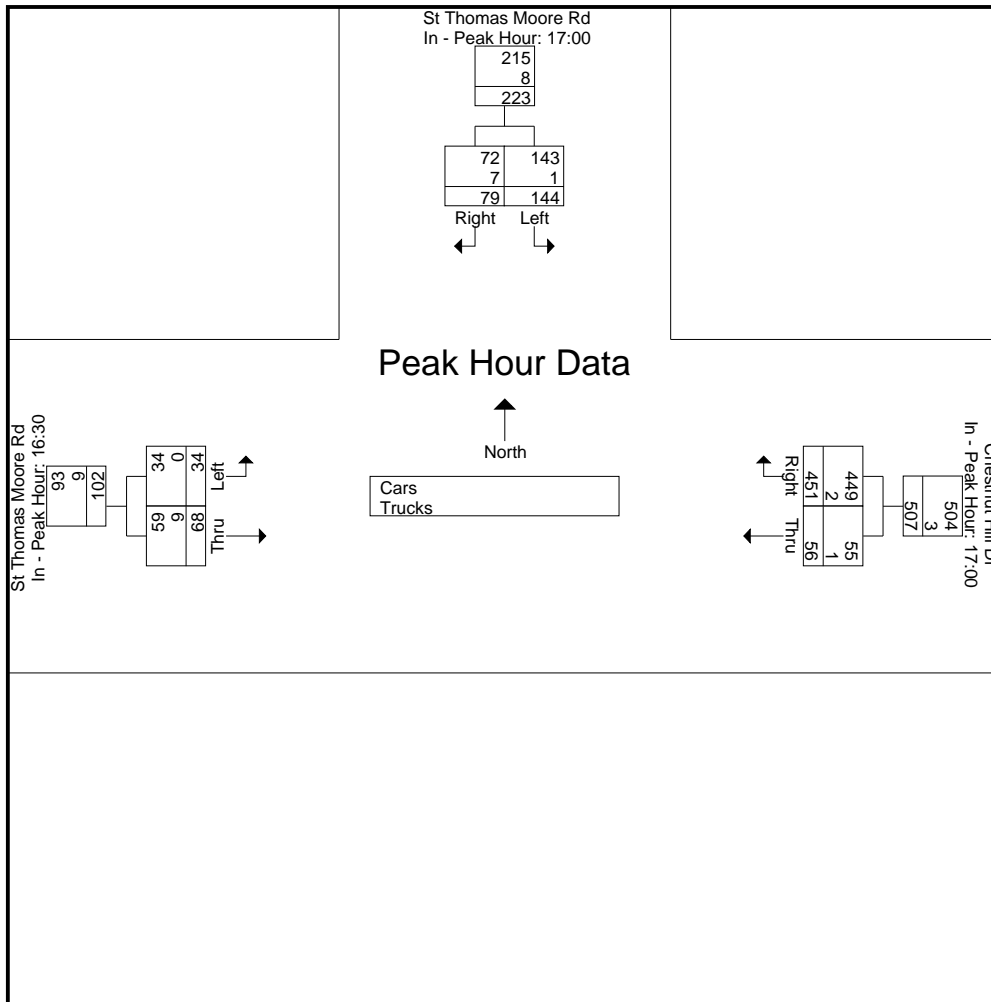 St Thomas Moore Rd
In - Peak Hour: 17:00
215
8
223
72 143
7 1
79 144
Right Left
Peak Hour Data
North
Cars
Trucks
St Thomas Moore Rd
In - Peak Hour: 16:30
93
9
102
34 0 34
Left
59 9 68
Thru
Right
451 2 449
Thru
56 1 55
504
3
507
Chestnut Hill Dr
In - Peak Hour: 17:00